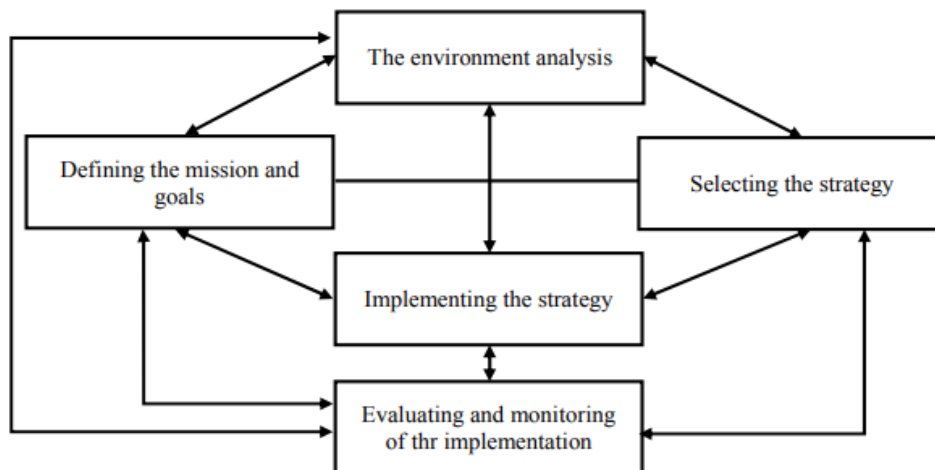 The environment analysis
Defining the mission and
goals
Selecting the strategy
Implementing the strategy
Evaluating and monitoring
of thr implementation